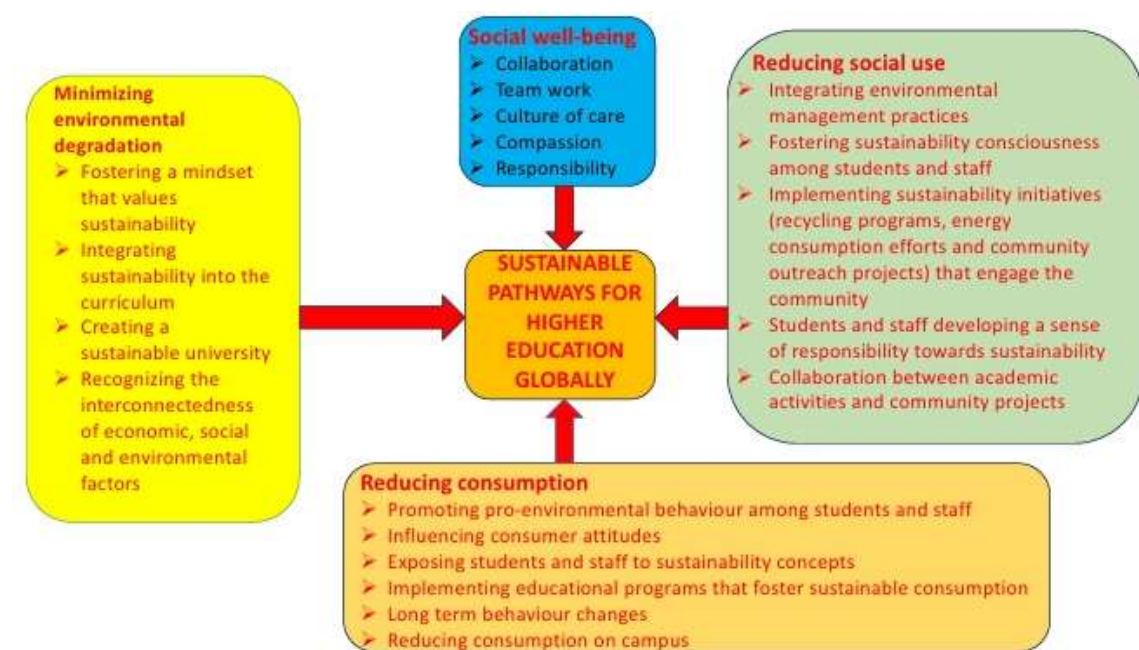 Social well-being
➢ Collaboration
➢ Team work
➢ Culture of care
➢ Compassion
➢ Responsibility
Minimizing
environmental
degradation
➢ Fostering a mindset
that values
sustainability
➢ Integrating
sustainability into the
curriculum
➢ Creating a
sustainable university
➢ Recognizing the
interconnectedness
of economic, social
and environmental
factors
SUSTAINABLE
PATHWAYS FOR
HIGHER
EDUCATION
GLOBALLY
Reducing social use
➢ Integrating environmental
management practices
➢ Fostering sustainability consciousness
among students and staff
➢ Implementing sustainability initiatives
(recycling programs, energy
consumption efforts and community
outreach projects) that engage the
community
➢ Students and staff developing a sense
of responsibility towards sustainability
➢ Collaboration between academic
activities and community projects
Reducing consumption
➢ Promoting pro-environmental behaviour among students and staff
➢ Influencing consumer attitudes
➢ Exposing students and staff to sustainability concepts
➢ Implementing educational programs that foster sustainable consumption
➢ Long term behaviour changes
➢ Reducing consumption on campus